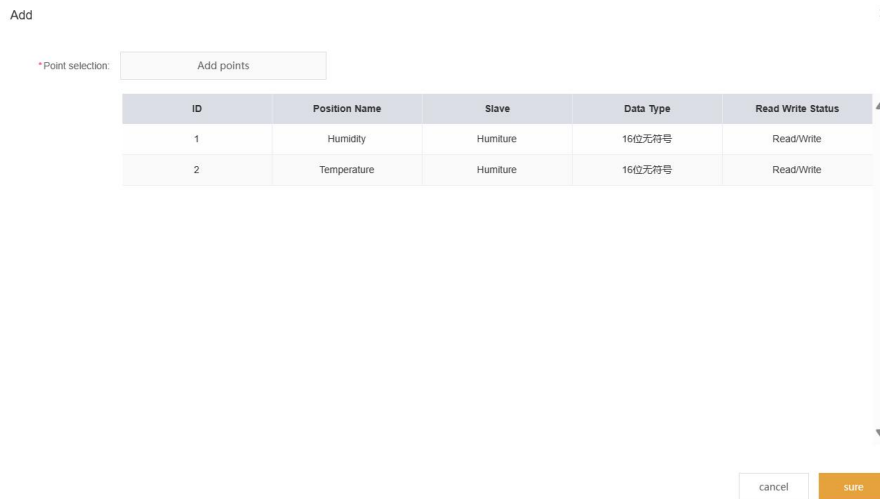 Add
*Point selection: Add points
ID Position Name Slave Data Type Read Write Status
1 Humidity Humiture 16位无符号 Read/Write
2 Temperature Humiture 16位无符号 Read/Write
cancel sure